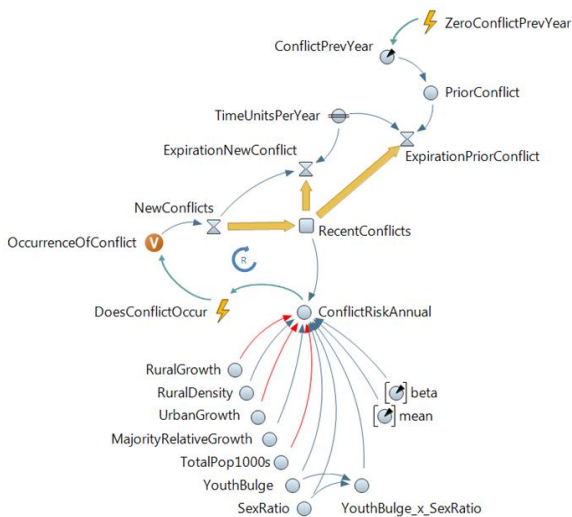 ZeroConflictPrevYear
ConflictPrevYear
PriorConflict
TimeUnitsPerYear
ExpirationNewConflict
ExpirationPriorConflict
NewConflicts
V
RecentConflicts
OccurrenceOfConflict
R
DoesConflictOccur
ConflictRiskAnnual
RuralGrowth
RuralDensity
[ ] beta
UrbanGrowth
[ ] mean
MajorityRelativeGrowth
TotalPop1000s
YouthBulge
SexRatio
YouthBulge_x_SexRatio